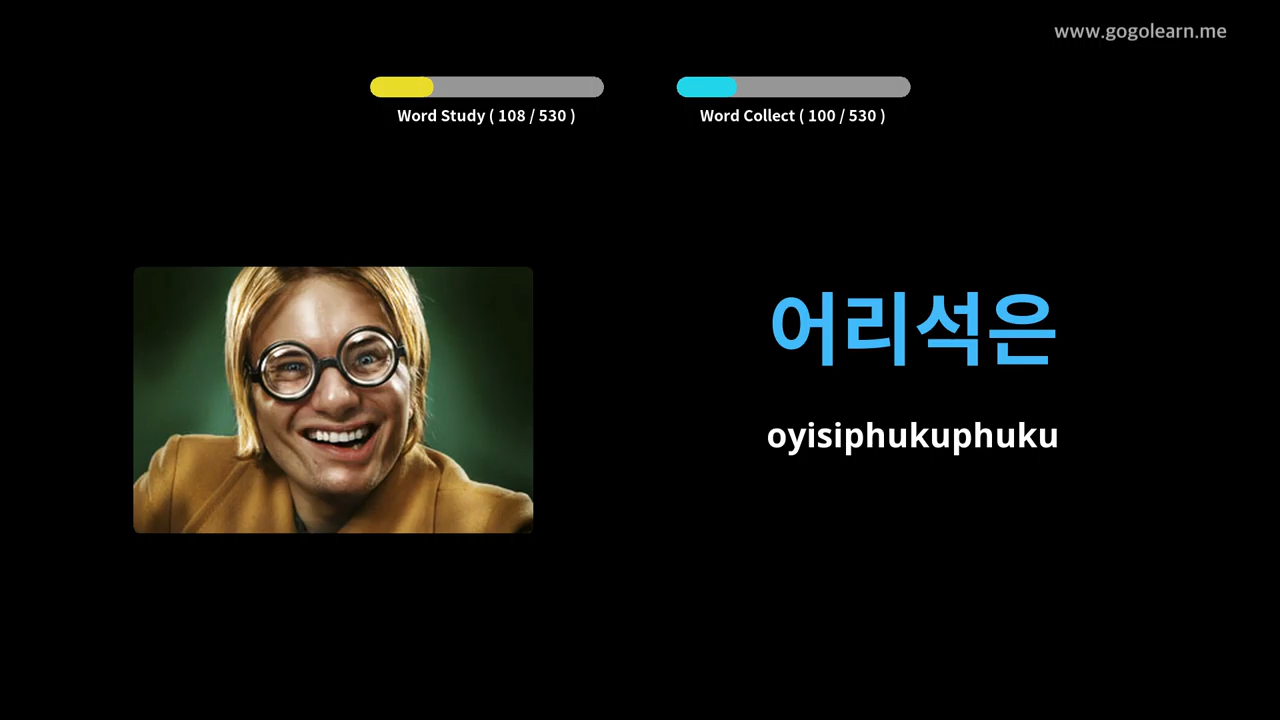 www.gogolearn.me
Word Study ( 108 / 530 )
Word Collect ( 100 / 530 )
어리석은
oyisiphukuphuku